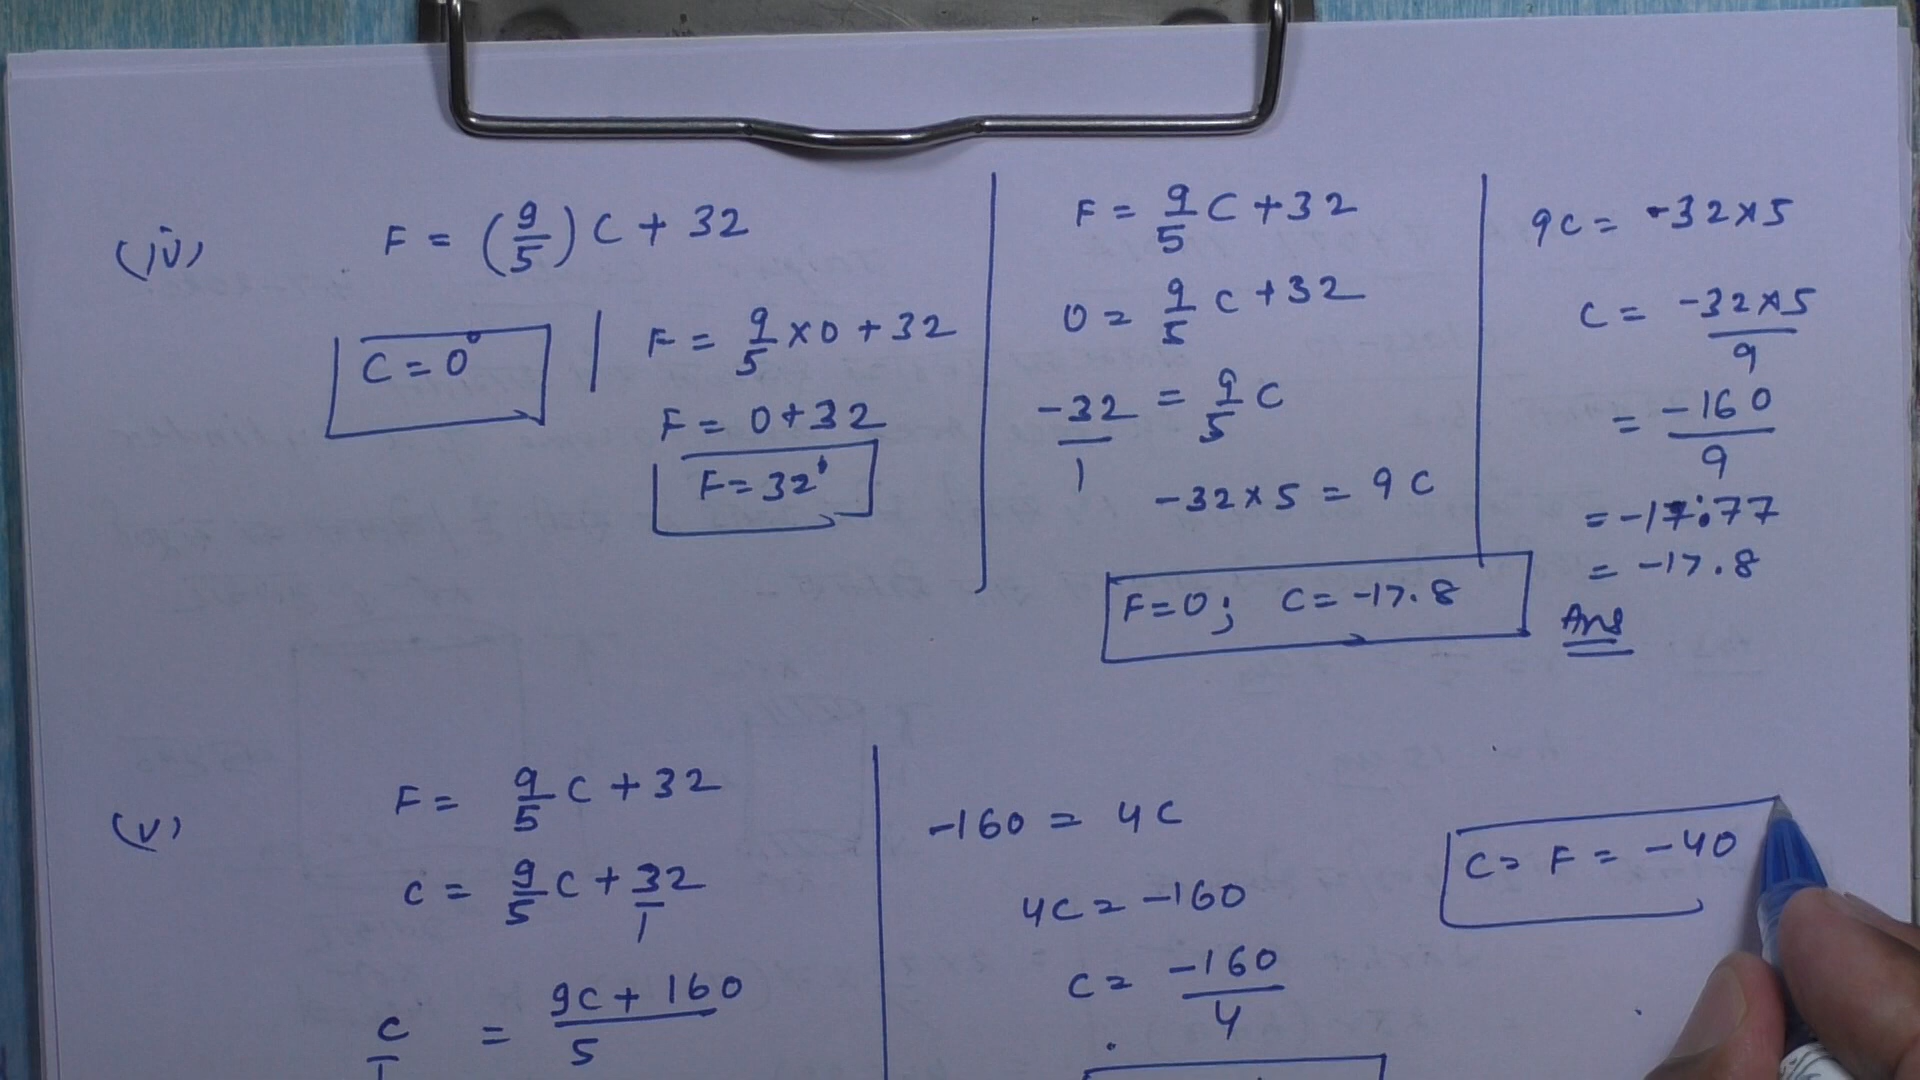 (iv) F = (9/5) C + 32
C = 0° | F = 9/5 × 0 + 32
F = 0 + 32
F = 32°
F = 9/5 C + 32
0 = 9/5 C + 32
-32/1 = 9/5 C
-32 × 5 = 9C
9C = -32 × 5
C = -32×5/9
= -160/9
= -17.77
= -17.8
Ans
F = 0; C = -17.8
(v) F = 9/5 C + 32
C = 9/5 C + 32/1
C/1 = 9C + 160/5
-160 = 4C
4C = -160
C = -160/4
C = F = -40